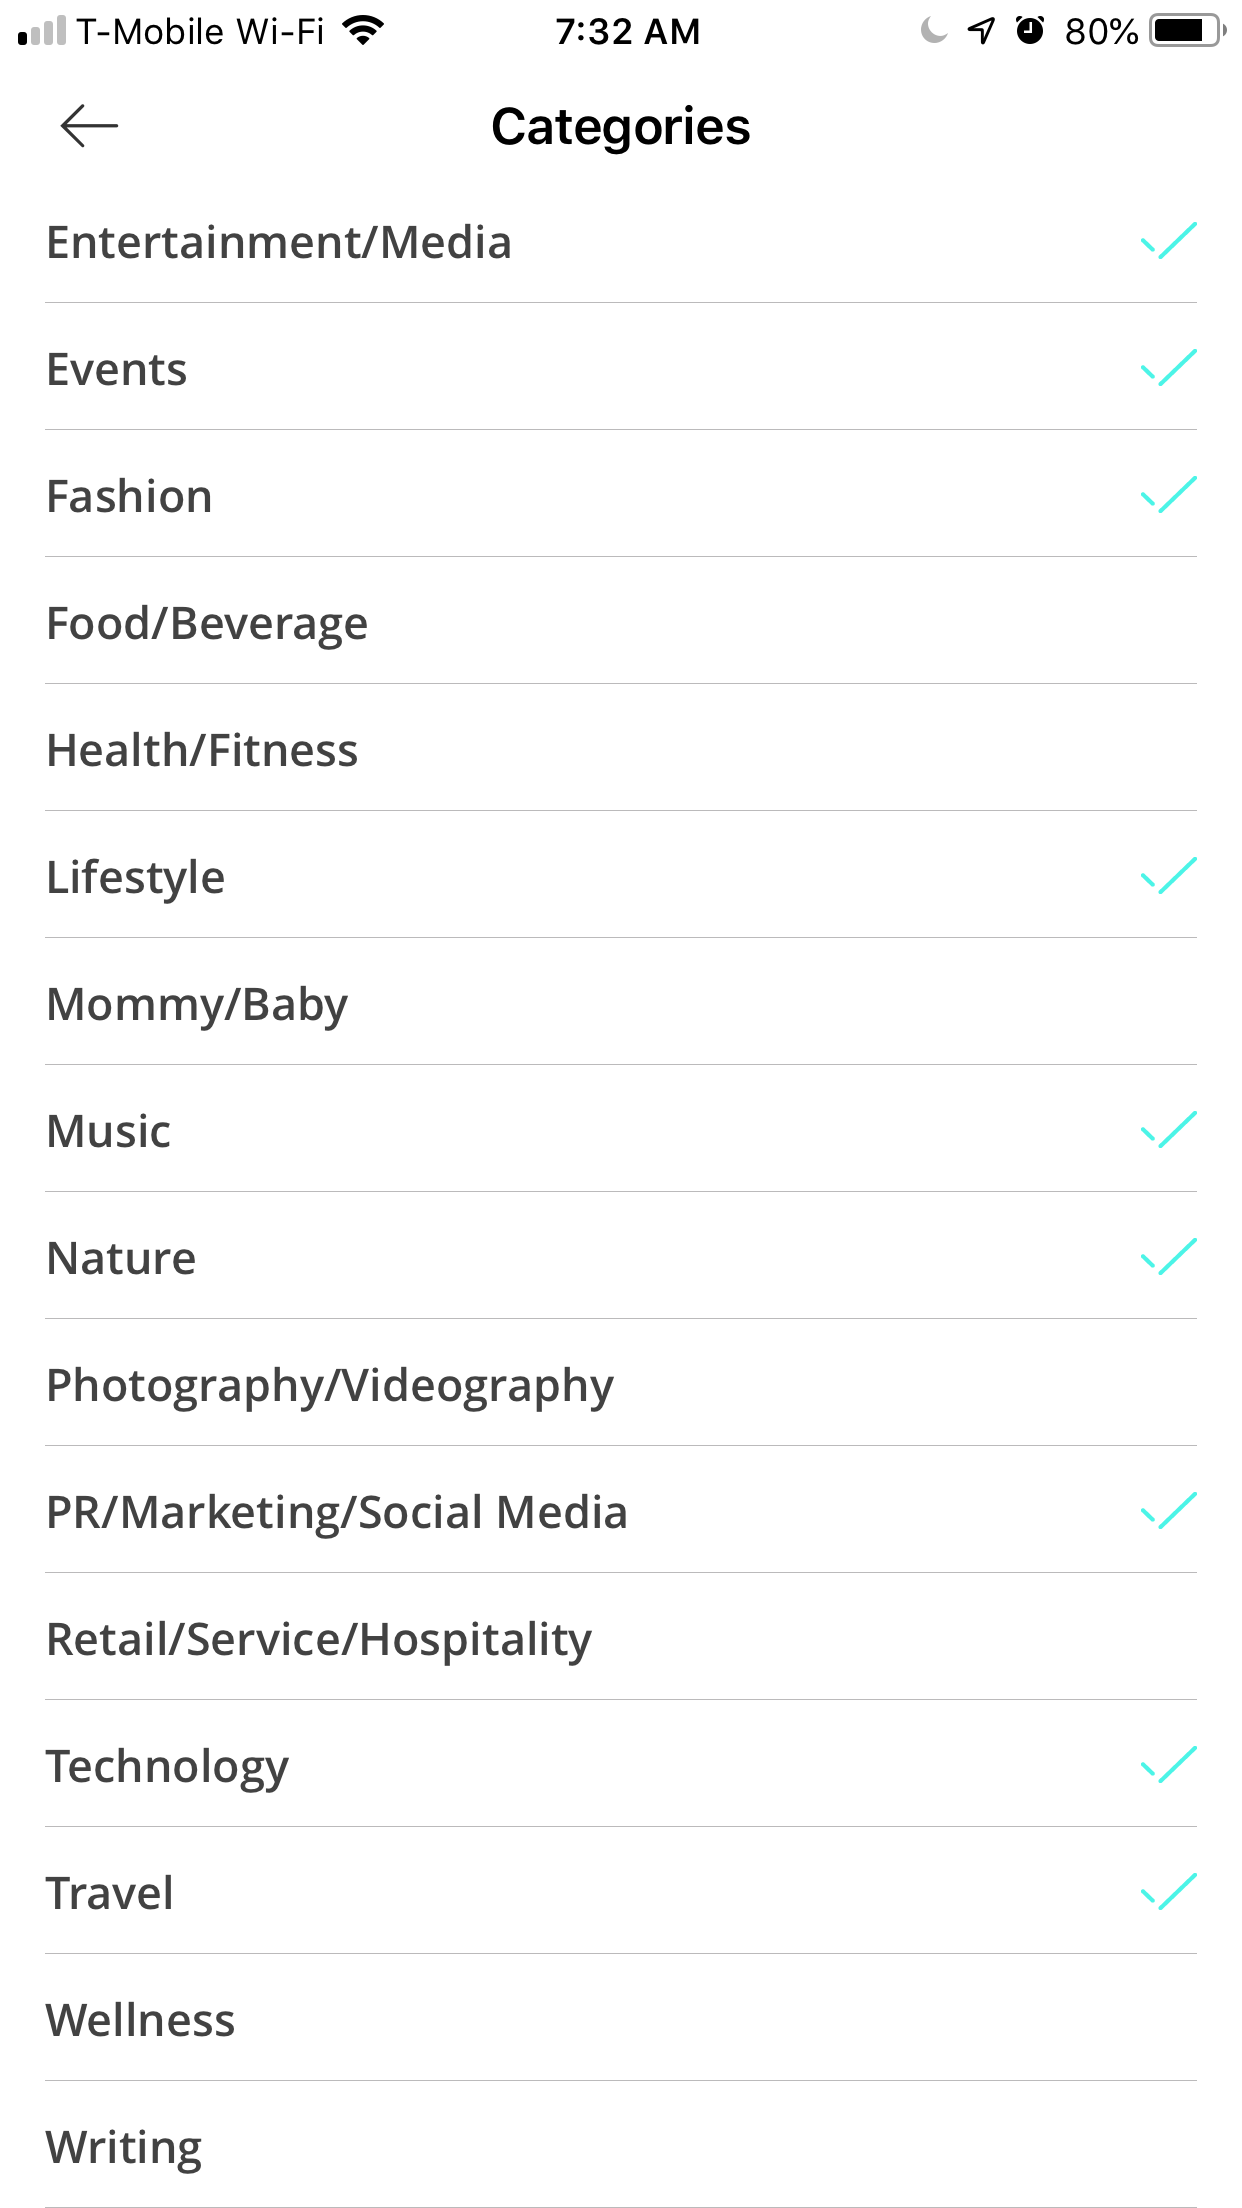 T-Mobile Wi-Fi 7:32 AM 80%
Categories
Entertainment/Media
Events
Fashion
Food/Beverage
Health/Fitness
Lifestyle
Mommy/Baby
Music
Nature
Photography/Videography
PR/Marketing/Social Media
Retail/Service/Hospitality
Technology
Travel
Wellness
Writing